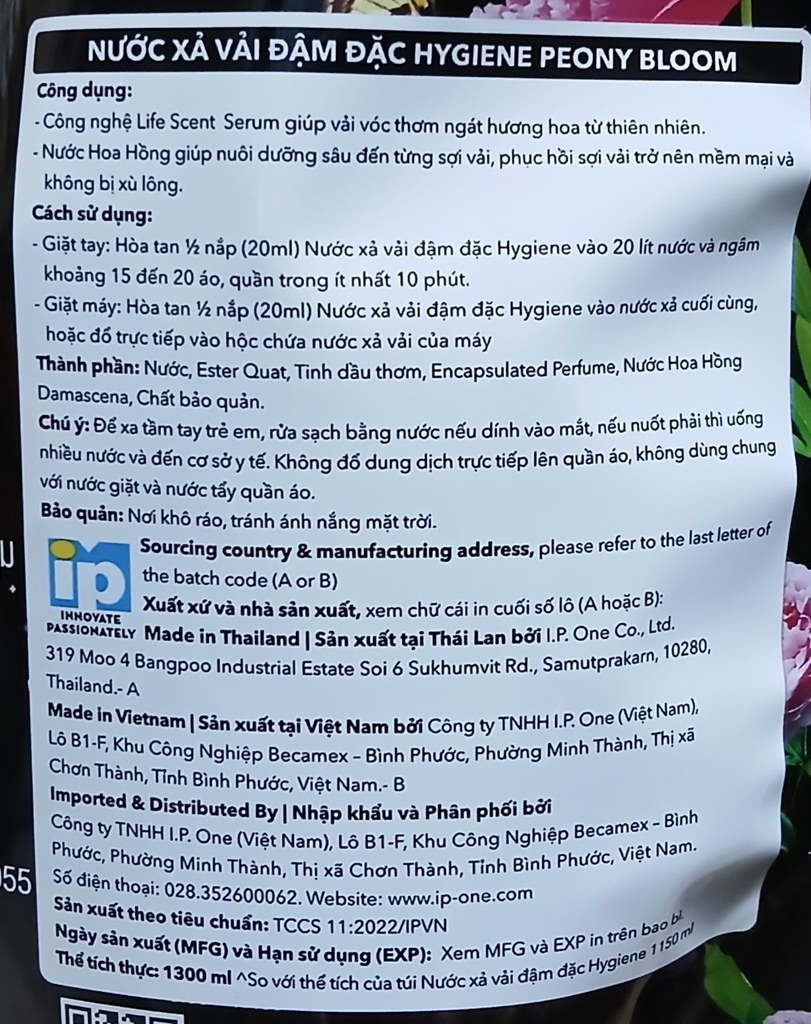 NƯỚC XẢ VẢI ĐẬM ĐẶC HYGIENE PEONY BLOOM
Công dụng:
- Công nghệ Life Scent Serum giúp vải vóc thơm ngát hương hoa từ thiên nhiên.
- Nước Hoa Hồng giúp nuôi dưỡng sâu đến từng sợi vải, phục hồi sợi vải trở nên mềm mại và
không bị xù lông.
Cách sử dụng:
- Giặt tay: Hòa tan ½ nắp (20ml) Nước xả vải đậm đặc Hygiene vào 20 lít nước và ngâm
khoảng 15 đến 20 áo, quần trong ít nhất 10 phút.
- Giặt máy: Hòa tan ½ nắp (20ml) Nước xả vải đậm đặc Hygiene vào nước xả cuối cùng,
hoặc đổ trực tiếp vào hộc chứa nước xả vải của máy
Thành phần: Nước, Ester Quat, Tinh dầu thơm, Encapsulated Perfume, Nước Hoa Hồng
Damascena, Chất bảo quản.
Chú ý: Để xa tầm tay trẻ em, rửa sạch bằng nước nếu dính vào mắt, nếu nuốt phải thì uống
nhiều nước và đến cơ sở y tế. Không đổ dung dịch trực tiếp lên quần áo, không dùng chung
với nước giặt và nước tẩy quần áo.
Bảo quản: Nơi khô ráo, tránh ánh nắng mặt trời.
ip
INNOVATE
PASSIONATELY
Sourcing country & manufacturing address, please refer to the last letter of
the batch code (A or B)
Xuất xứ và nhà sản xuất, xem chữ cái in cuối số lô (A hoặc B):
Made in Thailand | Sản xuất tại Thái Lan bởi I.P. One Co., Ltd.
319 Moo 4 Bangpoo Industrial Estate Soi 6 Sukhumvit Rd., Samutprakarn, 10280,
Thailand.- A
Made in Vietnam | Sản xuất tại Việt Nam bởi Công ty TNHH I.P. One (Việt Nam),
Lô B1-F, Khu Công Nghiệp Becamex – Bình Phước, Phường Minh Thành, Thị xã
Chơn Thành, Tỉnh Bình Phước, Việt Nam.- B
Imported & Distributed By | Nhập khẩu và Phân phối bởi
Công ty TNHH I.P. One (Việt Nam), Lô B1-F, Khu Công Nghiệp Becamex – Bình
Phước, Phường Minh Thành, Thị xã Chơn Thành, Tỉnh Bình Phước, Việt Nam.
Số điện thoại: 028.352600062. Website: www.ip-one.com
Sản xuất theo tiêu chuẩn: TCCS 11:2022/IPVN
Ngày sản xuất (MFG) và Hạn sử dụng (EXP): Xem MFG và EXP in trên bao bì.
Thể tích thực: 1300 ml ^So với thể tích của túi Nước xả vải đậm đặc Hygiene 1150ml